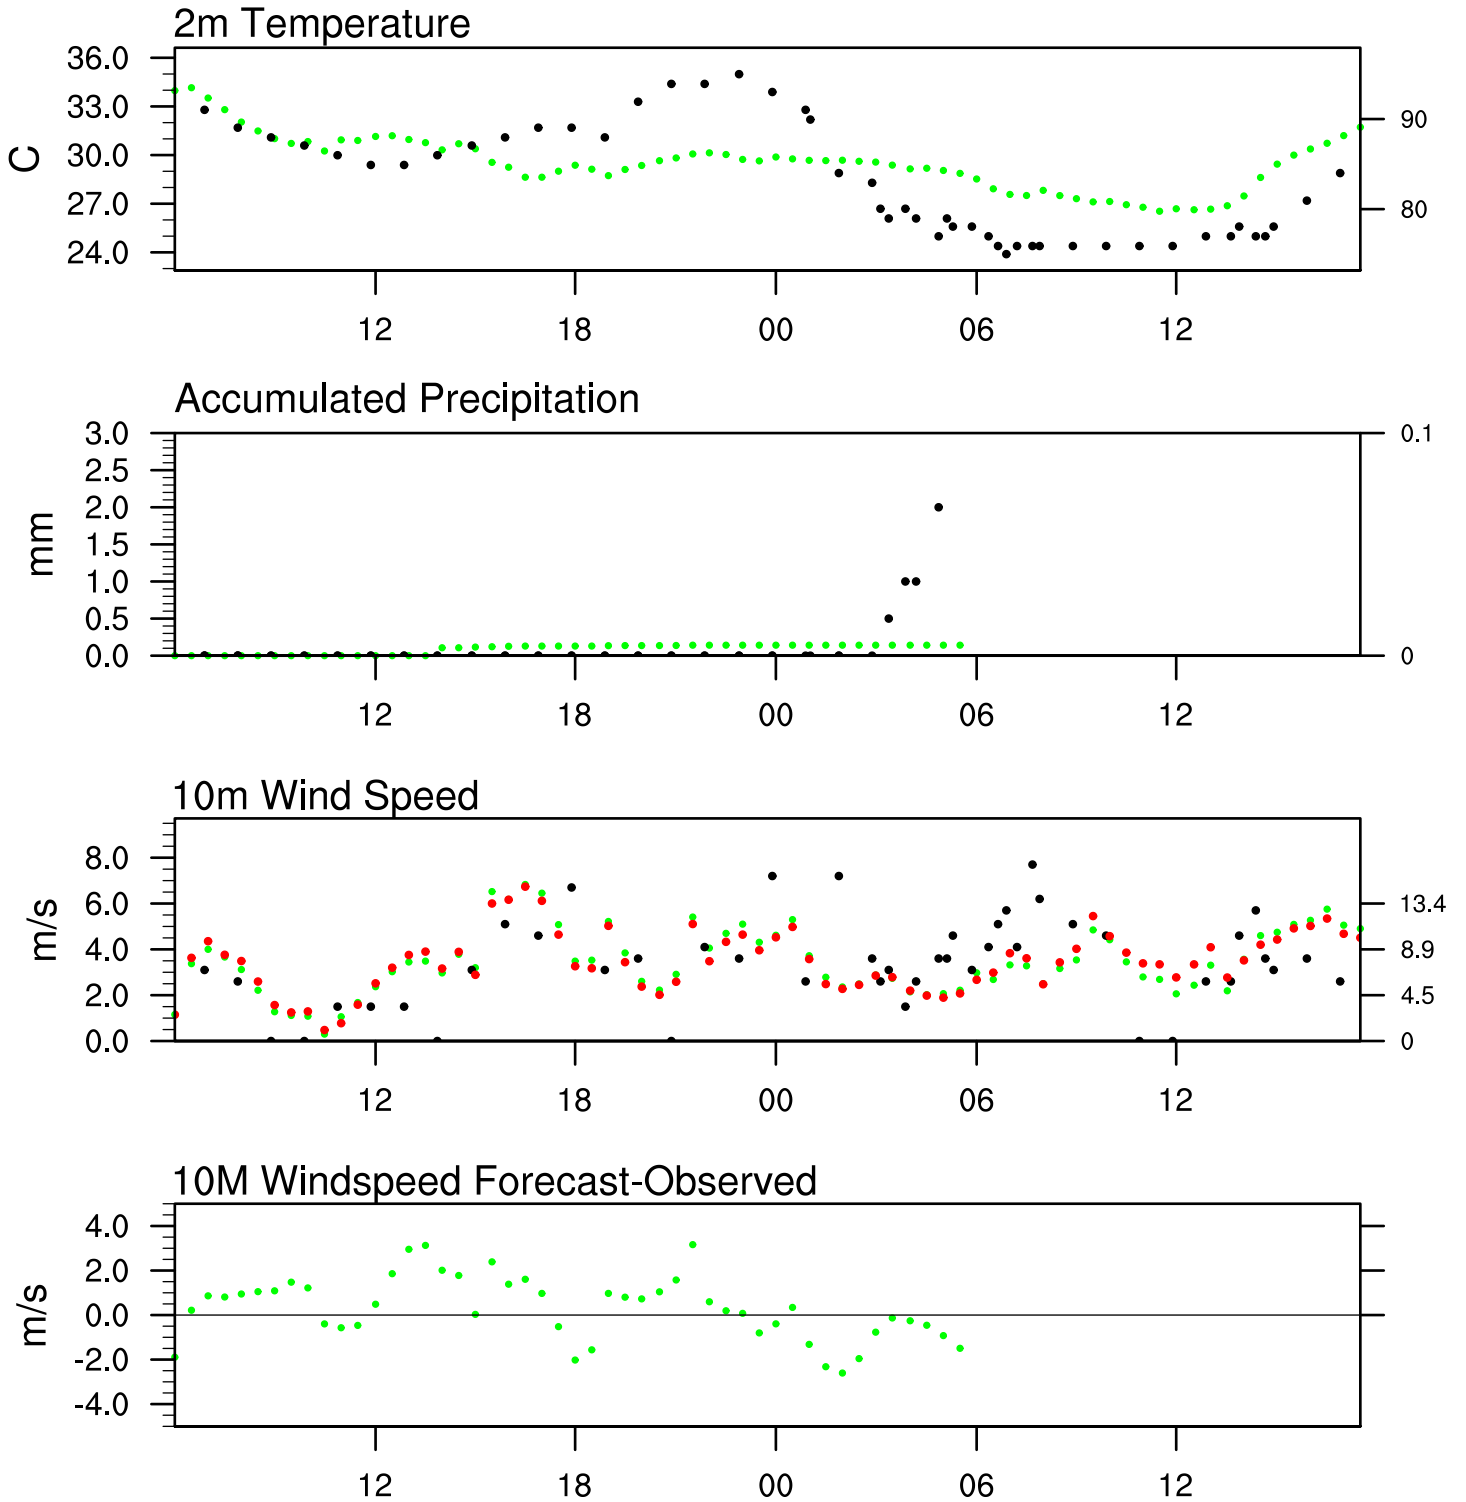 2m Temperature
36.0
33.0
30.0
27.0
24.0
C
90
80
12 18 00 06 12
Accumulated Precipitation
3.0
2.5
2.0
1.5
1.0
0.5
0.0
mm
0.1
0
12 18 00 06 12
10m Wind Speed
8.0
6.0
4.0
2.0
0.0
m/s
13.4
8.9
4.5
0
12 18 00 06 12
10M Windspeed Forecast-Observed
4.0
2.0
0.0
-2.0
-4.0
m/s
12 18 00 06 12